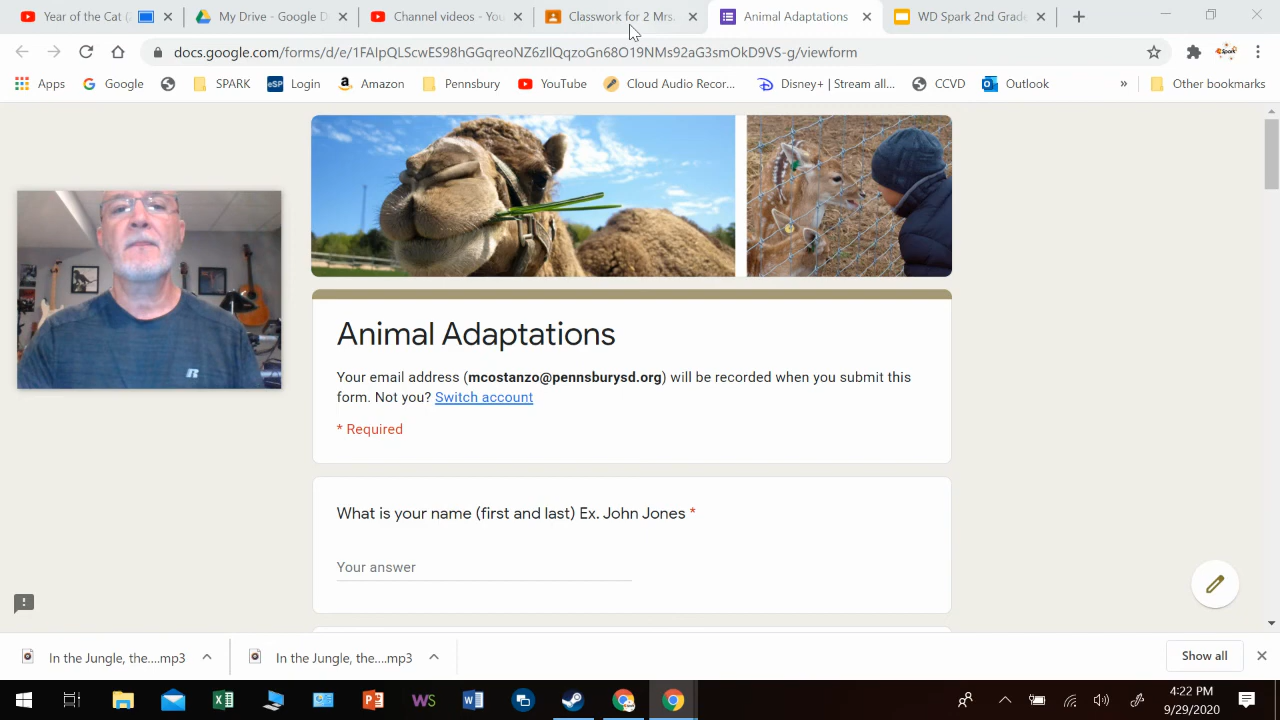 Year of the Cat (
My Drive - Google D
Channel videos - You
Classwork for 2 Mrs.
Animal Adaptations
WD Spark 2nd Grade
docs.google.com/forms/d/e/1FAIpQLScwES98hGGqreoNZ6zllQqzoGn68O19NMs92aG3smOkD9VS-g/viewform
Apps
Google
SPARK
eSP Login
Amazon
Pennsbury
YouTube
Cloud Audio Recor...
Disney+ | Stream all...
CCVD
Outlook
»
Other bookmarks
Animal Adaptations
Your email address (mcostanzo@pennsburysd.org) will be recorded when you submit this
form. Not you? Switch account
* Required
What is your name (first and last) Ex. John Jones *
Your answer
In the Jungle, the....mp3
In the Jungle, the....mp3
Show all
WS
4:22 PM
9/29/2020